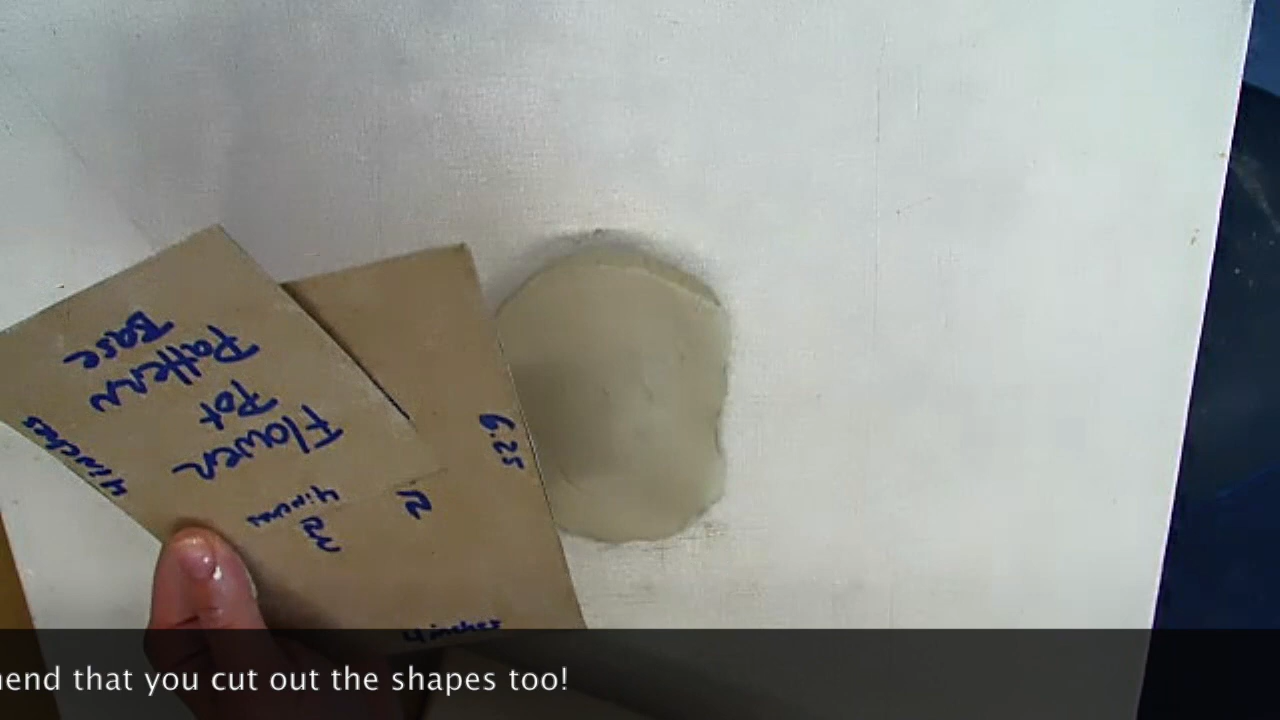 Flower
Pot
Pattern
Base
4 inches
4 inches
6.25
4 inches
end that you cut out the shapes too!